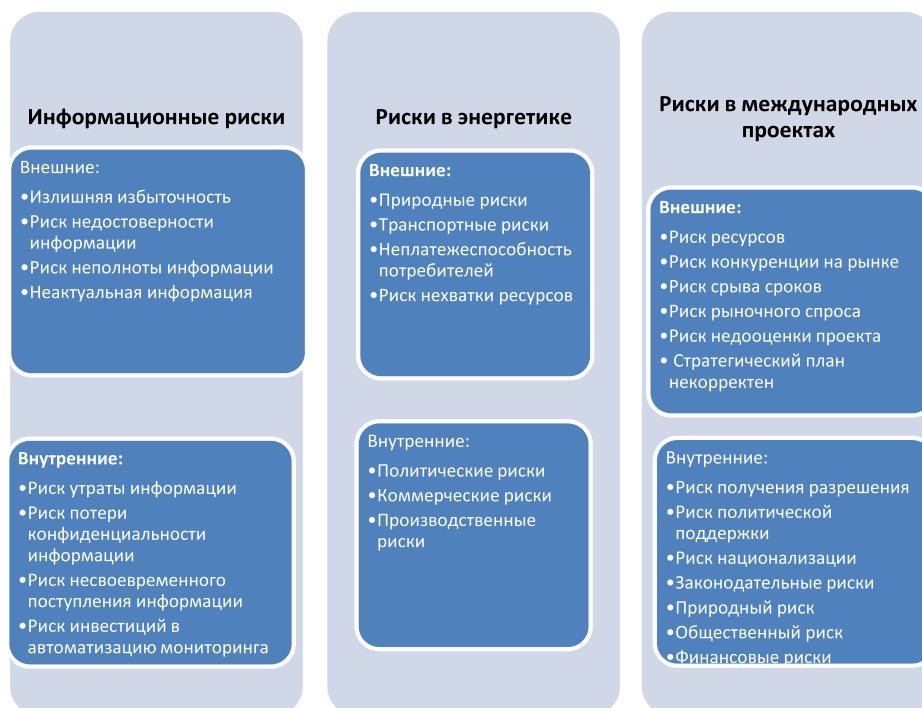 Информационные риски
Внешние:
•Излишняя избыточность
•Риск недостоверности
информации
•Риск неполноты информации
•Неактуальная информация
Внутренние:
•Риск утраты информации
•Риск потери
конфиденциальности
информации
•Риск несвоевременного
поступления информации
•Риск инвестиций в
автоматизацию мониторинга
Риски в энергетике
Внешние:
•Природные риски
•Транспортные риски
•Неплатежеспособность
потребителей
•Риск нехватки ресурсов
Внутренние:
•Политические риски
•Коммерческие риски
•Производственные
риски
Риски в международных
проектах
Внешние:
•Риск ресурсов
•Риск конкуренции на рынке
•Риск срыва сроков
•Риск рыночного спроса
•Риск недооценки проекта
• Стратегический план
некорректен
Внутренние:
•Риск получения разрешения
•Риск политической
поддержки
•Риск национализации
•Законодательные риски
•Природный риск
•Общественный риск
•Финансовые риски